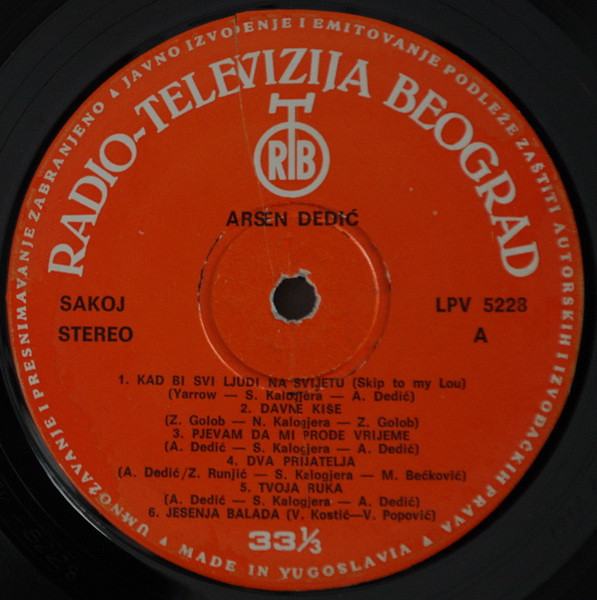 UMNOŽAVANJE I PRESNIMAVANJE ZABRANJENO ▲ JAVNO IZVOĐENJE I EMITOVANJE PODLEŽE ZAŠTITI AUTORSKIH I IZVOĐAČKIH PRAVA ▲ MADE IN YUGOSLAVIA ▲
RADIO-TELEVIZIJA BEOGRAD
RTB
ARSEN DEDIĆ
SAKOJ
STEREO
LPV 5228
A
1. KAD BI SVI LJUDI NA SVIJETU (Skip to my Lou)
(Yarrow — S. Kalogjera — A. Dedić)
2. DAVNE KIŠE
(Z. Golob — N. Kalogjera — Z. Golob)
3. PJEVAM DA MI PROĐE VRIJEME
(A. Dedić — S. Kalogjera — A. Dedić)
4. DVA PRIJATELJA
(A. Dedić/Z. Runjić — S. Kalogjera — M. Bećković)
5. TVOJA RUKA
(A. Dedić — S. Kalogjera — A. Dedić)
6. JESENJA BALADA (V. Kostić—V. Popović)
33⅓